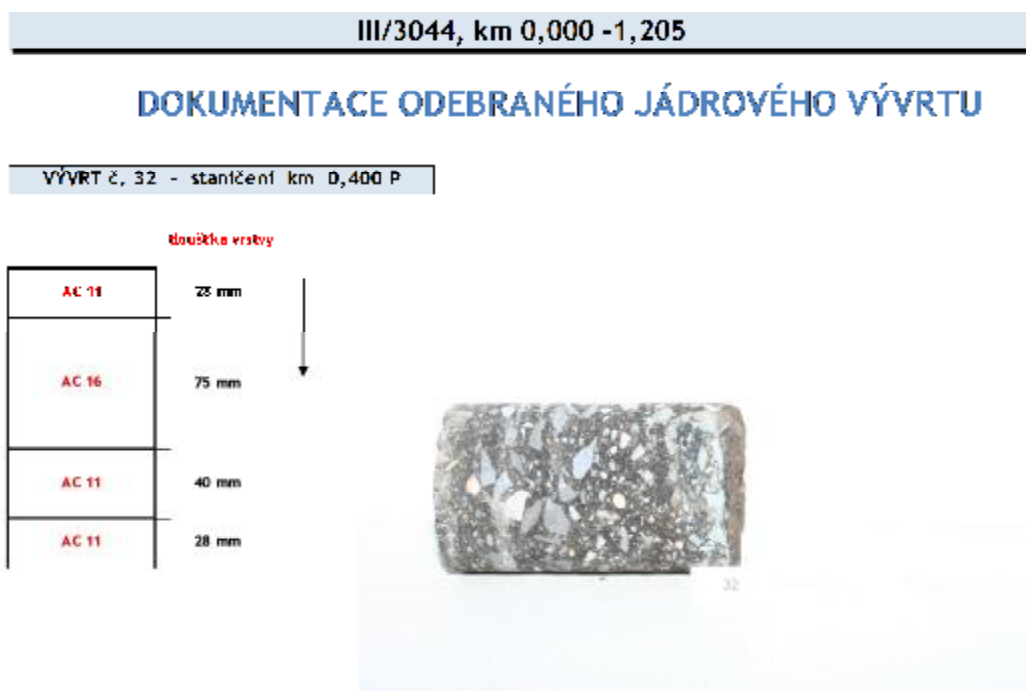 III/3044, km 0,000 -1,205
DOKUMENTACE ODEBRANÉHO JÁDROVÉHO VÝVRTU
VÝVRT č, 32 - staničení km 0,400 P
tlouštka vrstvy
AC 11 28 mm
AC 16 75 mm
AC 11 40 mm
AC 11 28 mm
32